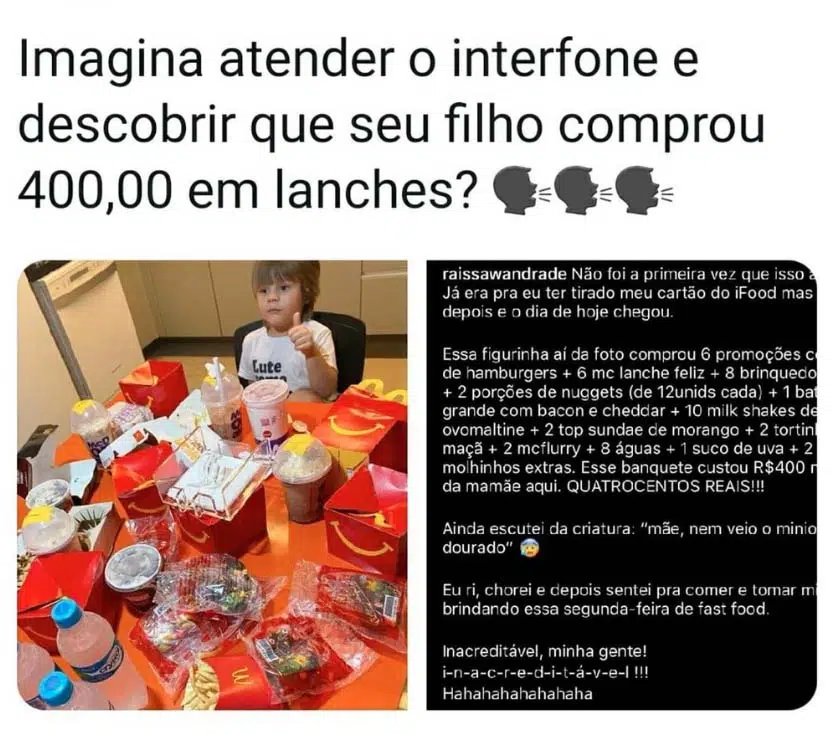 Imagina atender o interfone e
descobrir que seu filho comprou
400,00 em lanches? 🗣️🗣️🗣️
Lute
raissawandrade Não foi a primeira vez que isso a
Já era pra eu ter tirado meu cartão do iFood mas
depois e o dia de hoje chegou.
Essa figurinha aí da foto comprou 6 promoções c
de hamburgers + 6 mc lanche feliz + 8 brinquedo
+ 2 porções de nuggets (de 12unids cada) + 1 bat
grande com bacon e cheddar + 10 milk shakes de
ovomaltine + 2 top sundae de morango + 2 tortin
maçã + 2 mcflurry + 8 águas + 1 suco de uva + 2
molhinhos extras. Esse banquete custou R$400
da mamãe aqui. QUATROCENTOS REAIS!!!
Ainda escutei da criatura: “mãe, nem veio o minio
dourado” 😰
Eu ri, chorei e depois sentei pra comer e tomar mi
brindando essa segunda-feira de fast food.
Inacreditável, minha gente!
i-n-a-c-r-e-d-i-t-á-v-e-l !!!
Hahahahahahahaha